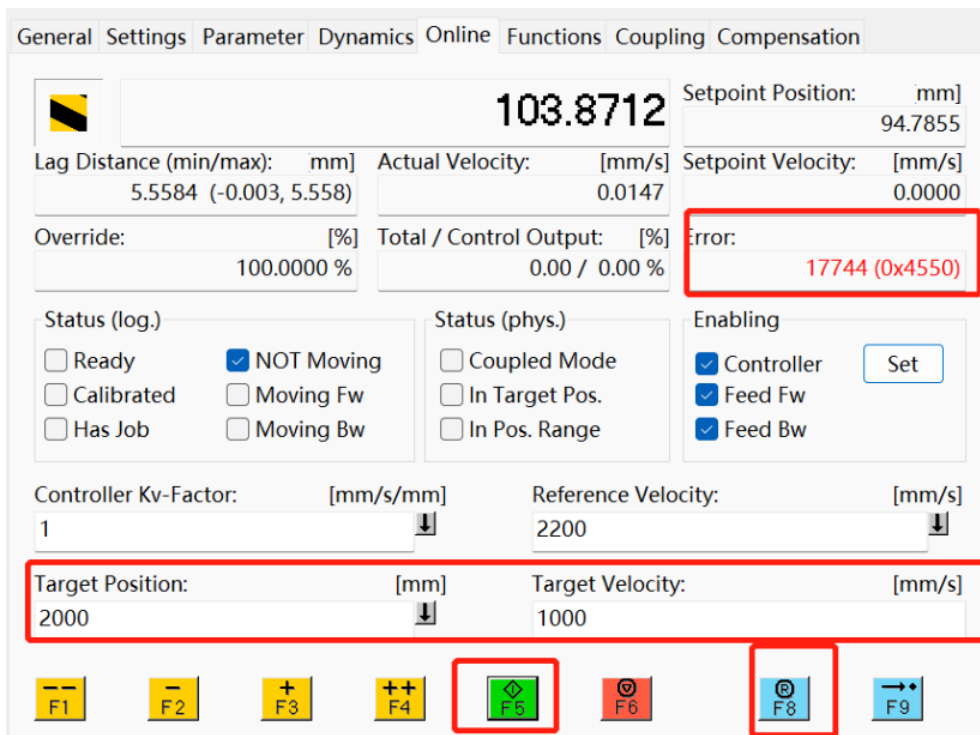 General Settings Parameter Dynamics Online Functions Coupling Compensation
103.8712
Setpoint Position: mm]
94.7855
Lag Distance (min/max): mm] Actual Velocity: [mm/s] Setpoint Velocity: [mm/s]
5.5584 (-0.003, 5.558) 0.0147 0.0000
Override: [%] Total / Control Output: [%] Error:
100.0000 % 0.00 / 0.00 % 17744 (0x4550)
Status (log.) Status (phys.) Enabling
Ready NOT Moving Coupled Mode Controller Set
Calibrated Moving Fw In Target Pos. Feed Fw
Has Job Moving Bw In Pos. Range Feed Bw
Controller Kv-Factor: [mm/s/mm] Reference Velocity: [mm/s]
1 2200
Target Position: [mm] Target Velocity: [mm/s]
2000 1000
-- - + ++ R
F1 F2 F3 F4 F5 F6 F8 F9